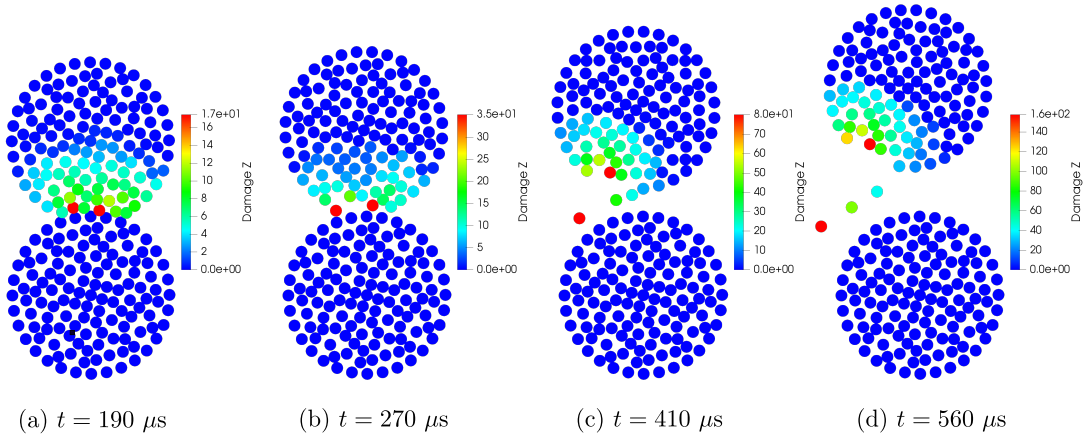 1.7e+01
16
14
12
10
8
6
4
2
0.0e+00
Damage Z
3.5e+01
30
25
20
15
10
5
0.0e+00
Damage Z
8.0e+01
70
60
50
40
30
20
10
0.0e+00
Damage Z
1.6e+02
140
120
100
80
60
40
20
0.0e+00
Damage Z
(a) t = 190 μs
(b) t = 270 μs
(c) t = 410 μs
(d) t = 560 μs